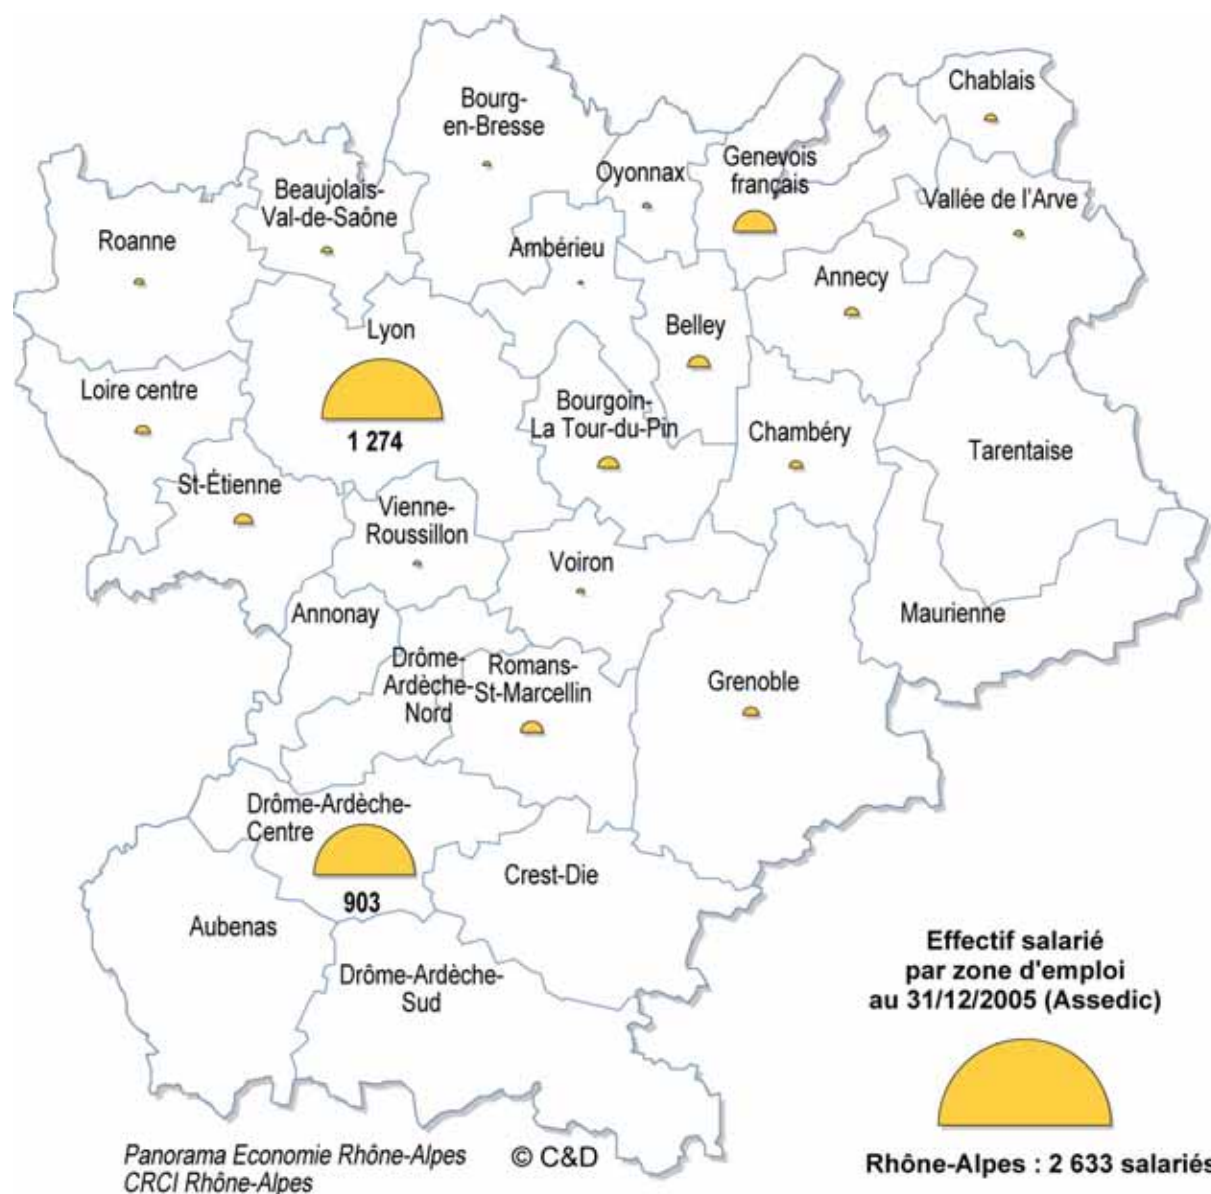 Chablais
Bourg-
en-Bresse
Oyonnax
Genevois
français
Beaujolais-
Val-de-Saône
Vallée de l'Arve
Roanne
Ambérieu
Annecy
Lyon
Belley
Loire centre
1 274
Bourgoin-
La Tour-du-Pin
Chambéry
Tarentaise
St-Étienne
Vienne-
Roussillon
Voiron
Annonay
Maurienne
Drôme-
Ardèche-
Nord
Romans-
St-Marcellin
Grenoble
Drôme-Ardèche-
Centre
903
Crest-Die
Aubenas
Drôme-Ardèche-
Sud
Effectif salarié
par zone d'emploi
au 31/12/2005 (Assedic)
Rhône-Alpes : 2 633 salariés
Panorama Economie Rhône-Alpes
CRCI Rhône-Alpes
© C&D